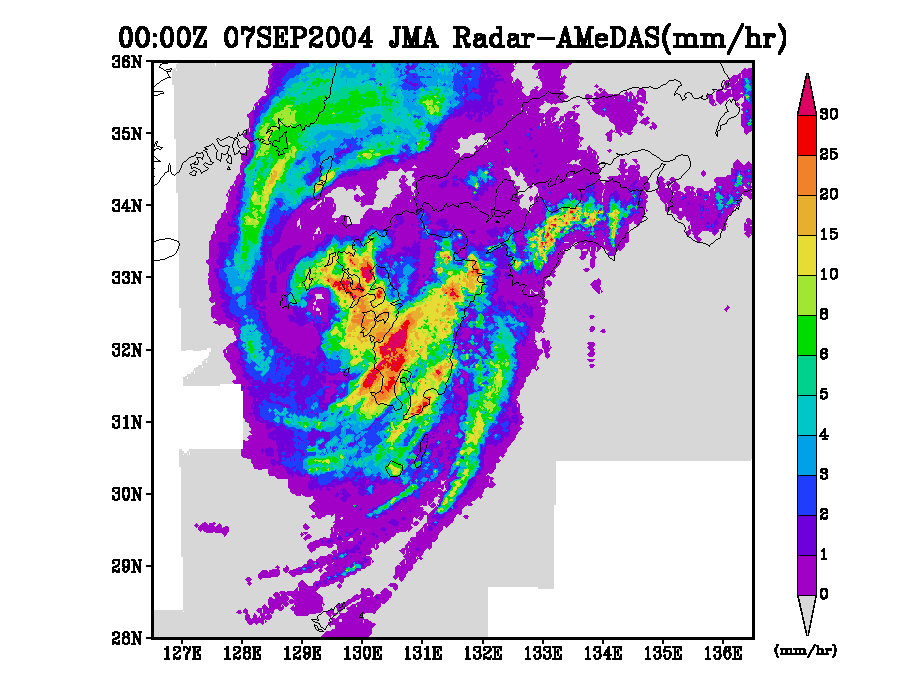 00:00Z 07SEP2004 JMA Radar-AMeDAS(mm/hr)
36N
35N
34N
33N
32N
31N
30N
29N
28N
127E 128E 129E 130E 131E 132E 133E 134E 135E 136E
90
25
20
15
10
8
6
5
4
3
2
1
0
(mm/hr)